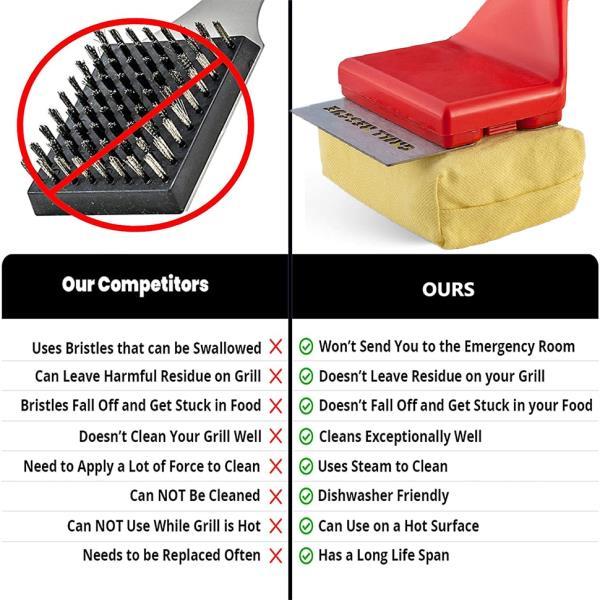 Our Competitors
OURS
Uses Bristles that can be Swallowed
Won't Send You to the Emergency Room
Can Leave Harmful Residue on Grill
Doesn't Leave Residue on your Grill
Bristles Fall Off and Get Stuck in Food
Doesn't Fall Off and Get Stuck in your Food
Doesn't Clean Your Grill Well
Cleans Exceptionally Well
Need to Apply a Lot of Force to Clean
Uses Steam to Clean
Can NOT Be Cleaned
Dishwasher Friendly
Can NOT Use While Grill is Hot
Can Use on a Hot Surface
Needs to be Replaced Often
Has a Long Life Span